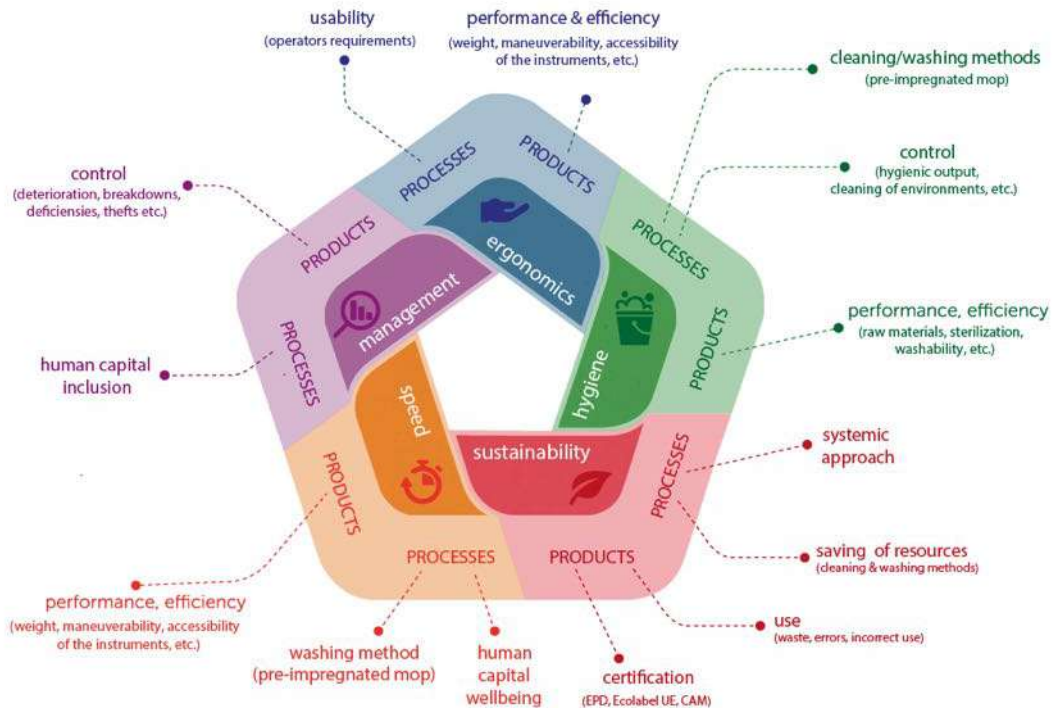 usability
(operators requirements)
performance & efficiency
(weight, maneuverability, accessibility
of the instruments, etc.)
cleaning/washing methods
(pre-impregnated mop)
control
(hygienic output,
cleaning of environments, etc.)
performance, efficiency
(raw materials, sterilization,
washability, etc.)
systemic
approach
saving of resources
(cleaning & washing methods)
use
(waste, errors, incorrect use)
certification
(EPD, Ecolabel UE, CAM)
human
capital
wellbeing
washing method
(pre-impregnated mop)
performance, efficiency
(weight, maneuverability, accessibility
of the instruments, etc.)
human capital
inclusion
control
(deterioration, breakdowns,
deficiensies, thefts etc.)
PROCESSES
PRODUCTS
ergonomics
PROCESSES
PRODUCTS
hygiene
PROCESSES
PRODUCTS
sustainability
PROCESSES
PRODUCTS
speed
PROCESSES
PRODUCTS
management